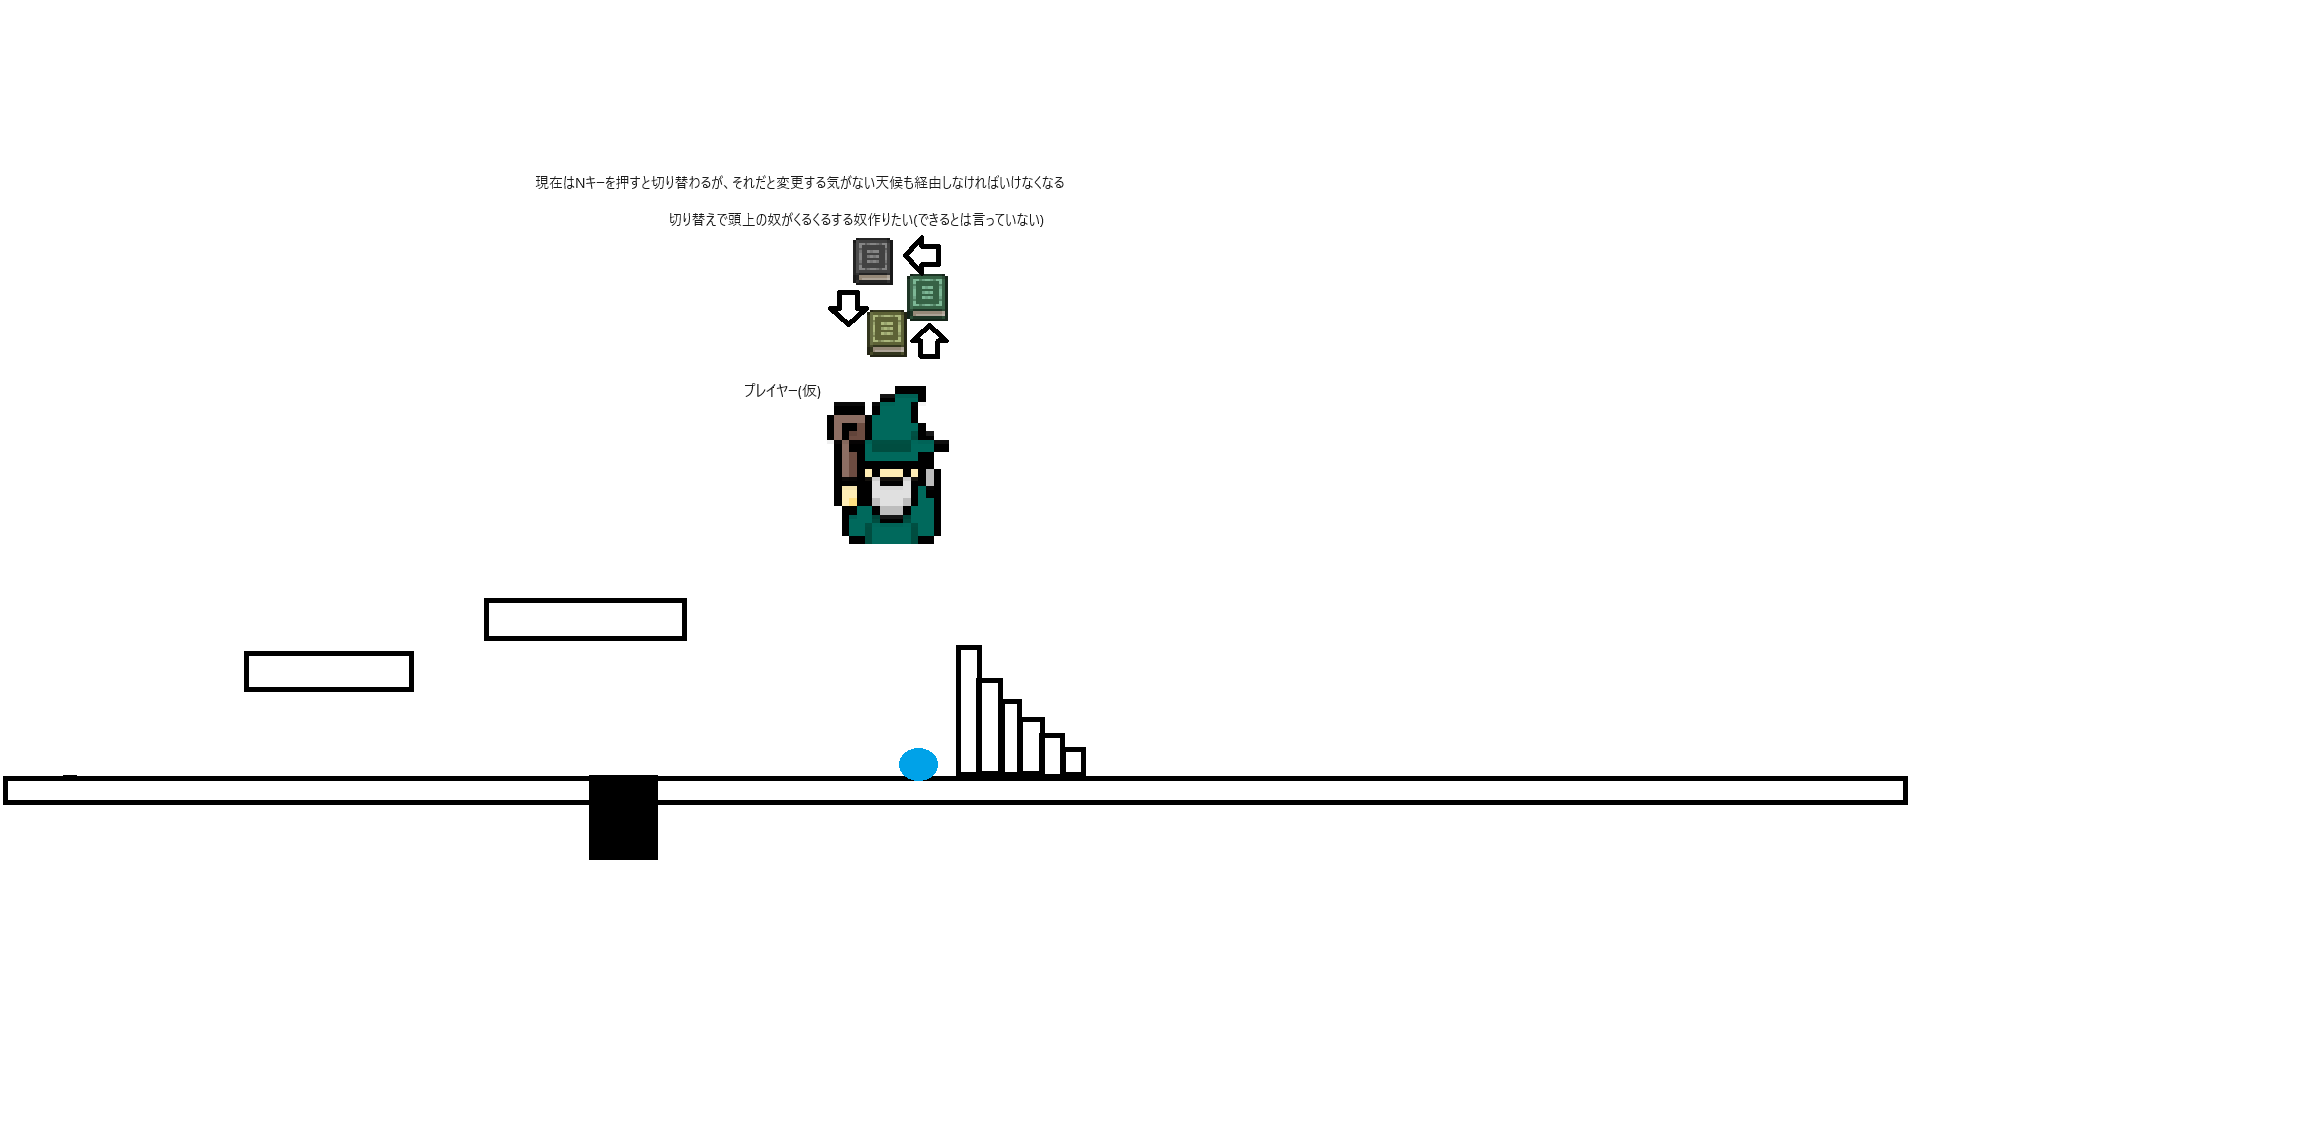 現在はNキーを押すと切り替わるが、それだと変更する気がない天候も経由しなければいけなくなる
切り替えで頭上の奴がくるくるする奴作りたい(できるとは言っていない)
プレイヤー(仮)